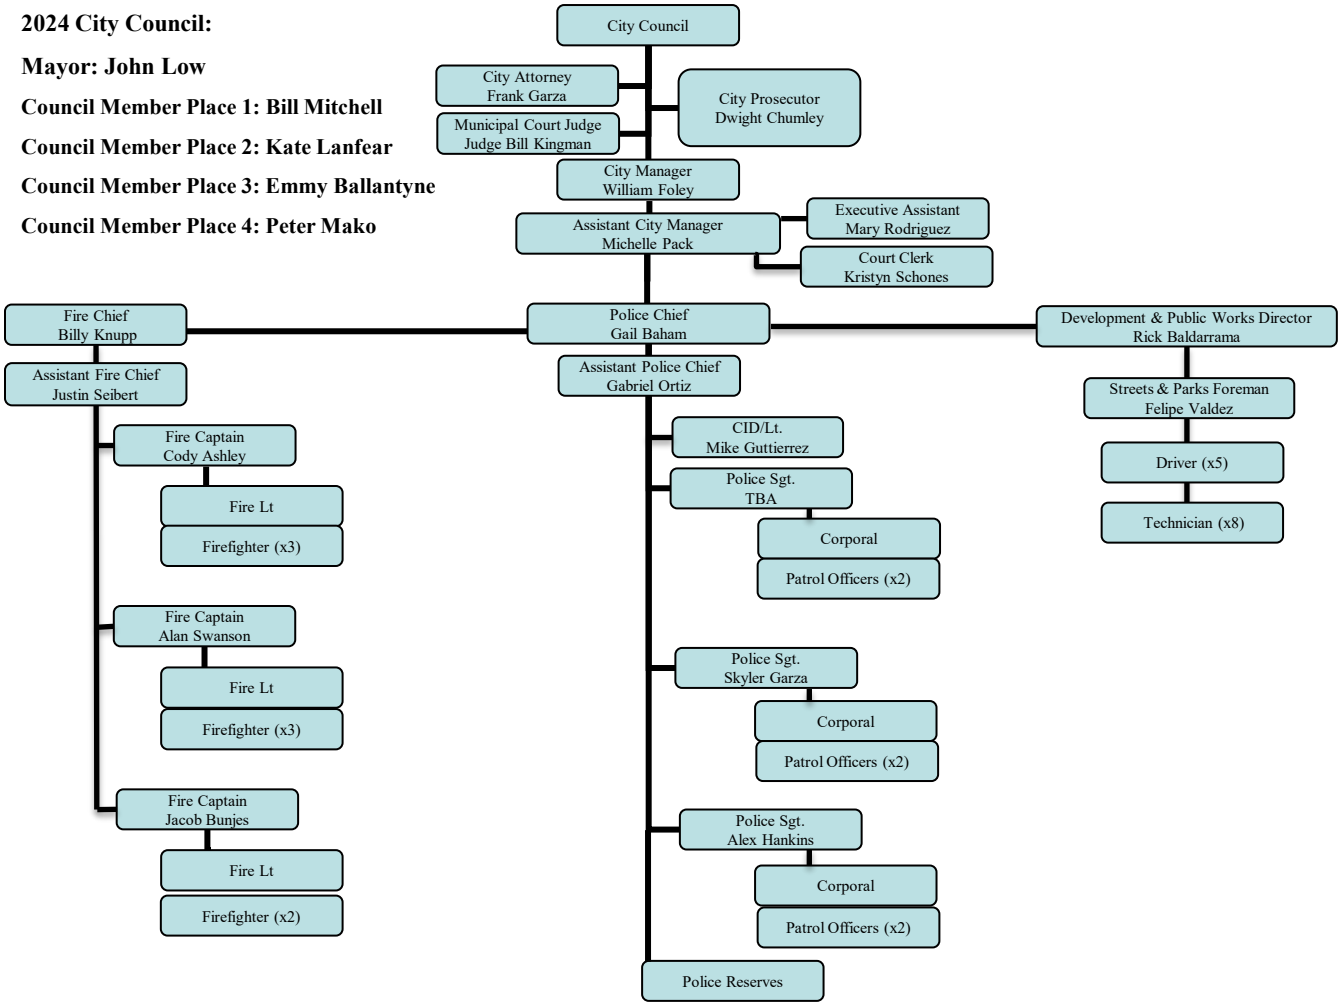 2024 City Council:
Mayor: John Low
Council Member Place 1: Bill Mitchell
Council Member Place 2: Kate Lanfear
Council Member Place 3: Emmy Ballantyne
Council Member Place 4: Peter Mako
City Council
City Attorney
Frank Garza
City Prosecutor
Dwight Chumley
Municipal Court Judge
Judge Bill Kingman
City Manager
William Foley
Assistant City Manager
Michelle Pack
Executive Assistant
Mary Rodriguez
Court Clerk
Kristyn Schones
Fire Chief
Billy Knupp
Assistant Fire Chief
Justin Seibert
Fire Captain
Cody Ashley
Fire Lt
Firefighter (x3)
Fire Captain
Alan Swanson
Fire Lt
Firefighter (x3)
Fire Captain
Jacob Bunjes
Fire Lt
Firefighter (x2)
Police Chief
Gail Baham
Assistant Police Chief
Gabriel Ortiz
CID/Lt.
Mike Guttierrez
Police Sgt.
TBA
Corporal
Patrol Officers (x2)
Police Sgt.
Skyler Garza
Corporal
Patrol Officers (x2)
Police Sgt.
Alex Hankins
Corporal
Patrol Officers (x2)
Police Reserves
Development & Public Works Director
Rick Baldarrama
Streets & Parks Foreman
Felipe Valdez
Driver (x5)
Technician (x8)